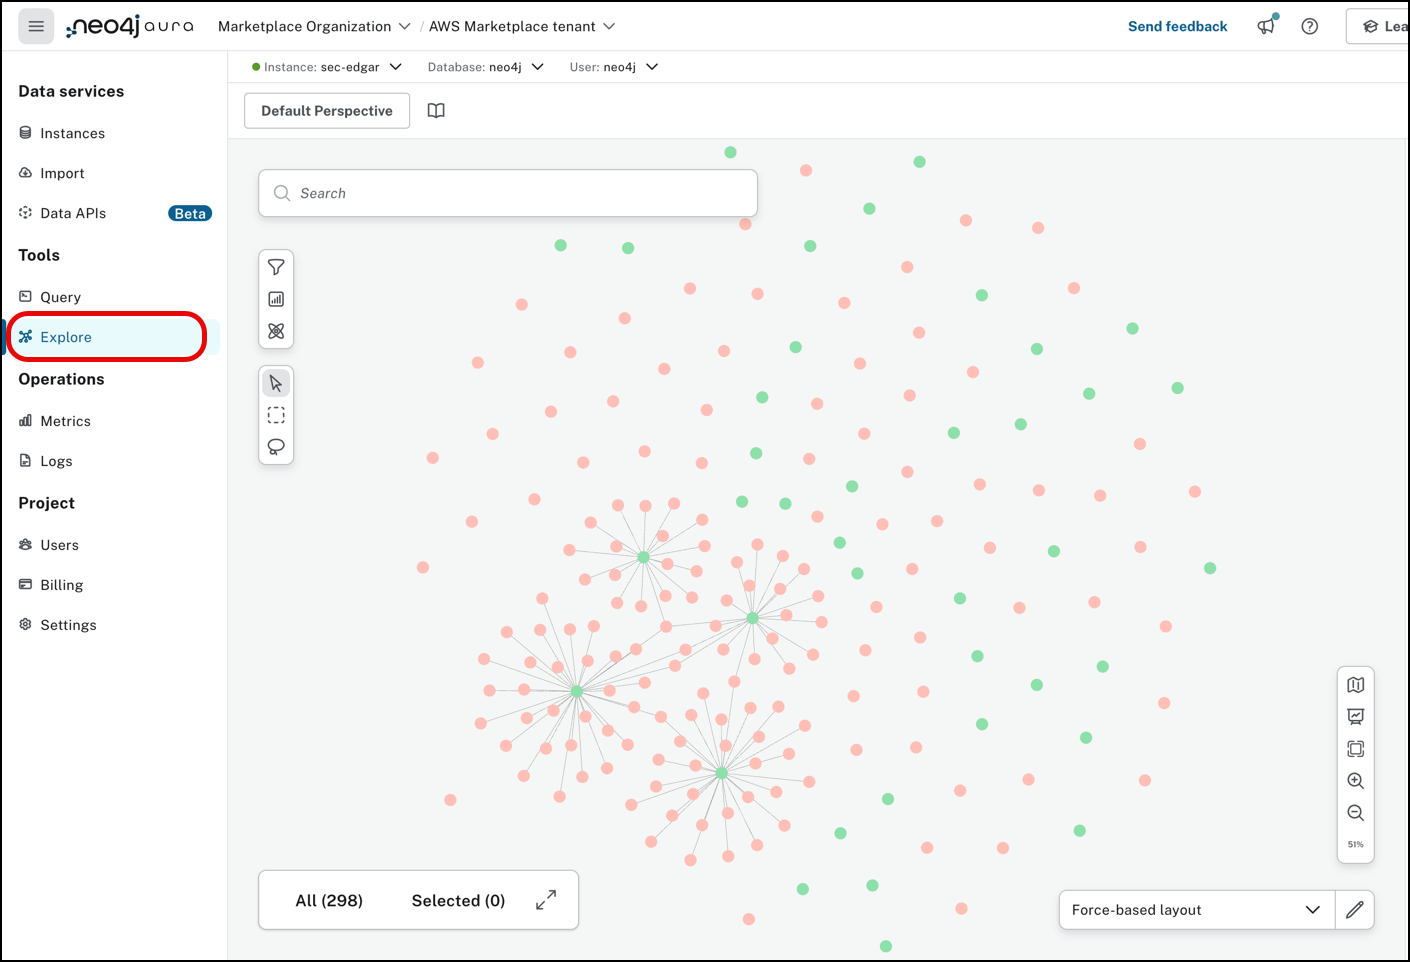 neo4j aura Marketplace Organization / AWS Marketplace tenant Send feedback Lea
Instance: sec-edgar Database: neo4j User: neo4j
Data services
Default Perspective
Instances
Import
Search
Data APIs Beta
Tools
Query
Explore
Operations
Metrics
Logs
Project
Users
Billing
Settings
51%
All (298) Selected (0)
Force-based layout